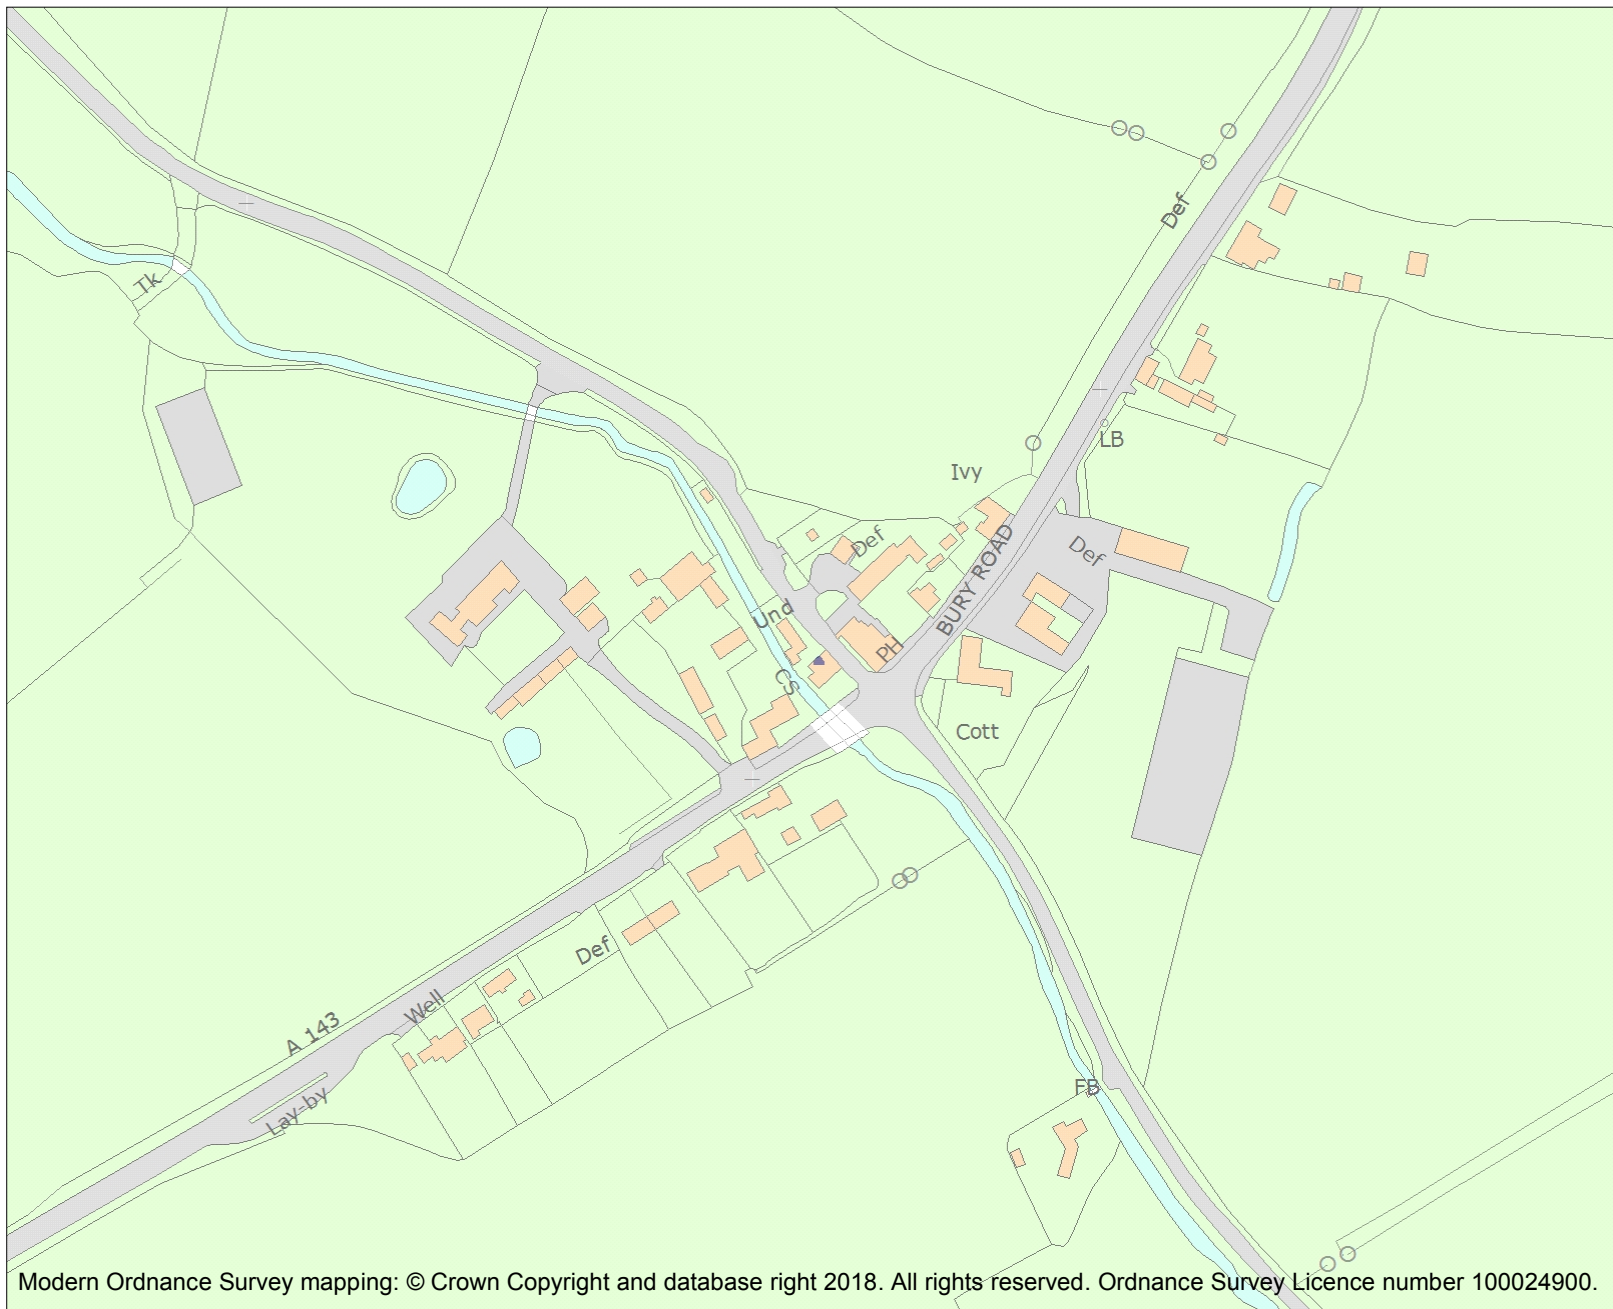 Def
Tk
LB
Ivy
Def
BURY ROAD
Def
Und
PH
CS
Cott
Def
Well
A 143
Lay-by
FB
Modern Ordnance Survey mapping: © Crown Copyright and database right 2018. All rights reserved. Ordnance Survey Licence number 100024900.